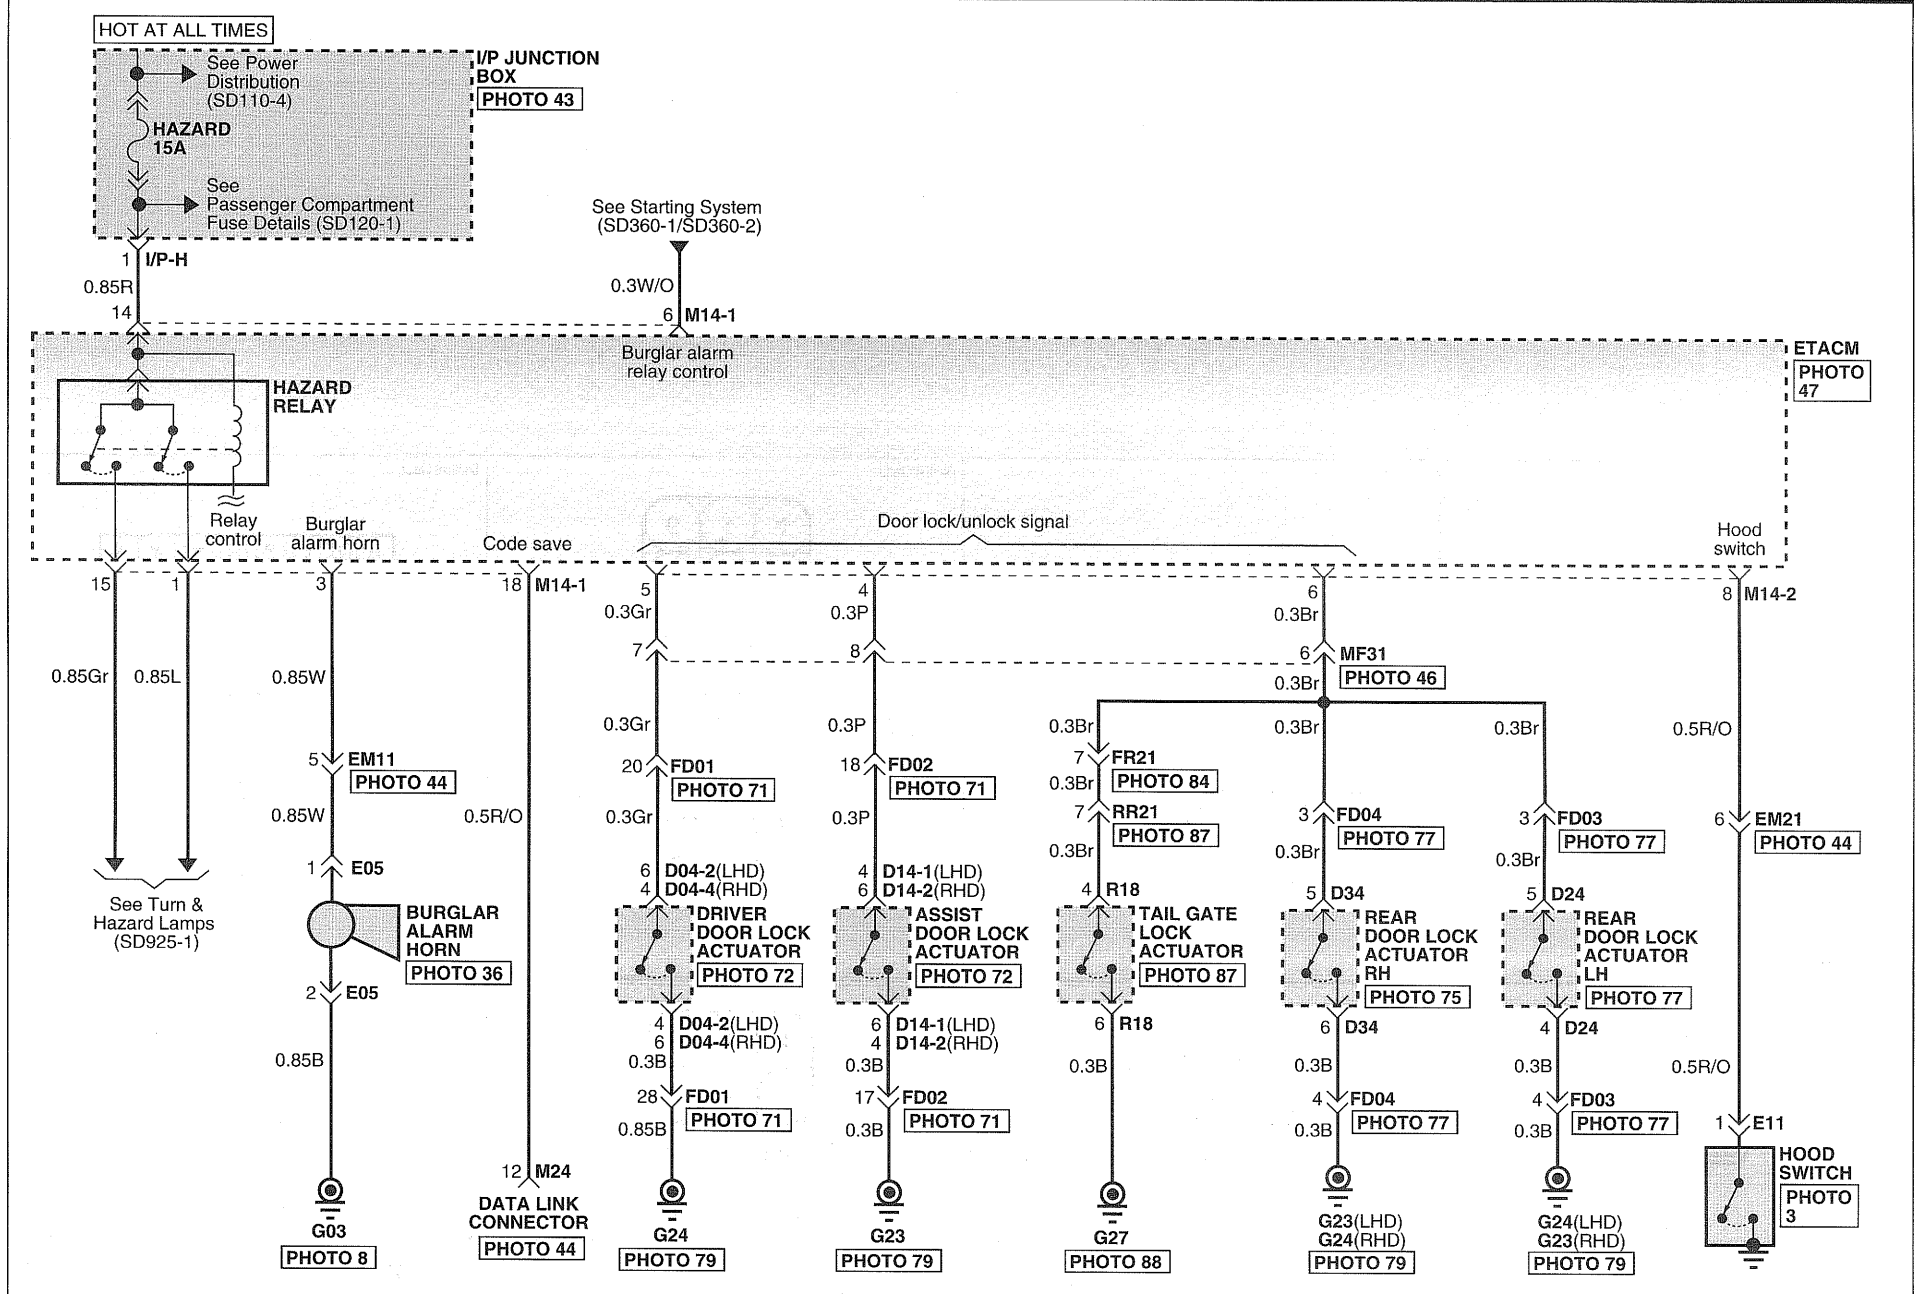 HOT AT ALL TIMES
See Power
Distribution
(SD110-4)
HAZARD
15A
See
Passenger Compartment
Fuse Details (SD120-1)
I/P JUNCTION
BOX
PHOTO 43
1 I/P-H
0.85R
14
See Starting System
(SD360-1/SD360-2)
0.3W/O
6 M14-1
Burglar alarm
relay control
ETACM
PHOTO
47
HAZARD
RELAY
Relay
control
Burglar
alarm horn
Code save
Door lock/unlock signal
Hood
switch
15 1 3 18 M14-1 5 4 6 8 M14-2
0.3Gr 0.3P 0.3Br
7 8 6 MF31
PHOTO 46
0.85Gr 0.85L 0.85W 0.3Br
0.3Gr 0.3P 0.3Br 0.3Br 0.3Br 0.5R/O
5 EM11
PHOTO 44
20 FD01
PHOTO 71
18 FD02
PHOTO 71
7 FR21
PHOTO 84
0.3Br
7 RR21
PHOTO 87
3 FD04
PHOTO 77
3 FD03
PHOTO 77
6 EM21
PHOTO 44
0.85W 0.5R/O 0.3Gr 0.3P 0.3Br 0.3Br 0.3Br
1 E05
6 D04-2(LHD)
4 D04-4(RHD)
4 D14-1(LHD)
6 D14-2(RHD)
4 R18
5 D34
5 D24
See Turn &
Hazard Lamps
(SD925-1)
BURGLAR
ALARM
HORN
PHOTO 36
DRIVER
DOOR LOCK
ACTUATOR
PHOTO 72
ASSIST
DOOR LOCK
ACTUATOR
PHOTO 72
TAIL GATE
LOCK
ACTUATOR
PHOTO 87
REAR
DOOR LOCK
ACTUATOR
RH
PHOTO 75
REAR
DOOR LOCK
ACTUATOR
LH
PHOTO 77
2 E05
4 D04-2(LHD)
6 D04-4(RHD)
6 D14-1(LHD)
4 D14-2(RHD)
6 R18
6 D34
4 D24
0.85B 0.3B 0.3B 0.3B 0.3B 0.3B 0.5R/O
28 FD01
PHOTO 71
17 FD02
PHOTO 71
4 FD04
PHOTO 77
4 FD03
PHOTO 77
1 E11
0.85B 0.3B 0.3B 0.3B
12 M24
DATA LINK
CONNECTOR
PHOTO 44
HOOD
SWITCH
PHOTO
3
G03
PHOTO 8
G24
PHOTO 79
G23
PHOTO 79
G27
PHOTO 88
G23(LHD)
G24(RHD)
PHOTO 79
G24(LHD)
G23(RHD)
PHOTO 79